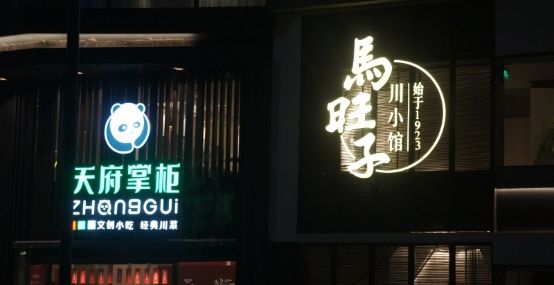 天府掌柜
ZHANGGUi
文创小吃 经典川菜
馬旺子
川小馆
始于1923